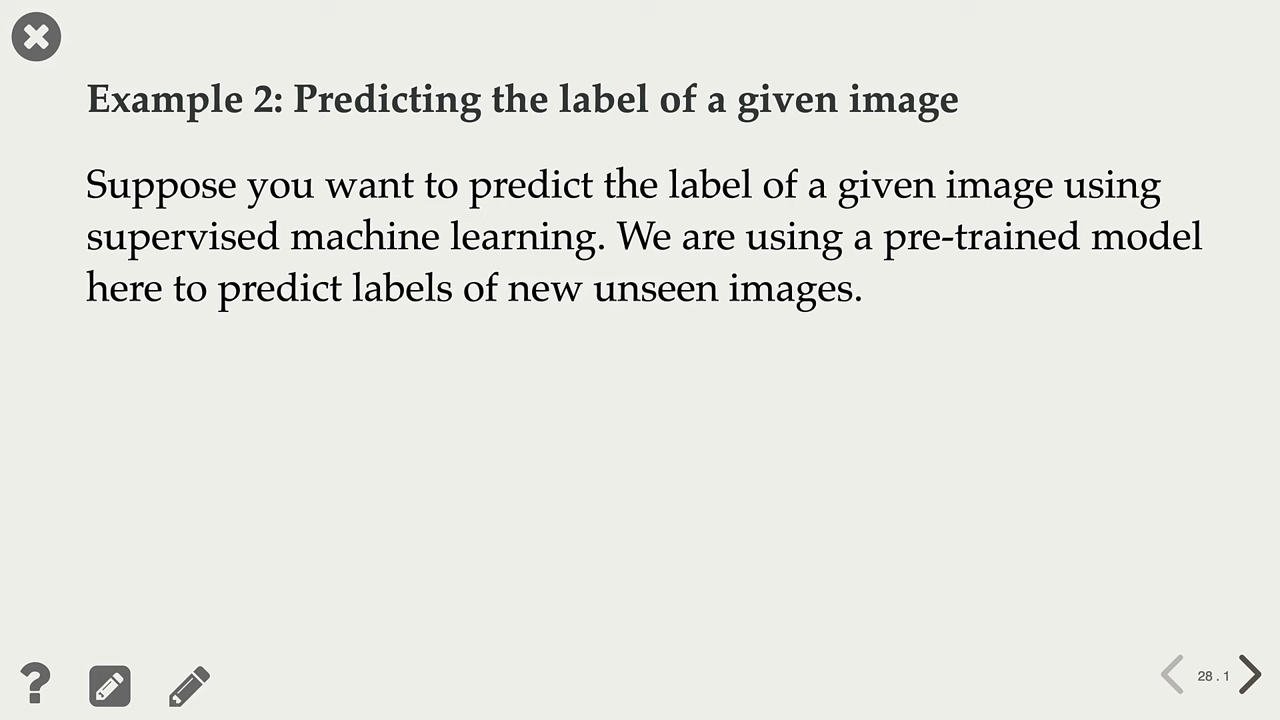 Example 2: Predicting the label of a given image
Suppose you want to predict the label of a given image using
supervised machine learning. We are using a pre-trained model
here to predict labels of new unseen images.
28 . 1